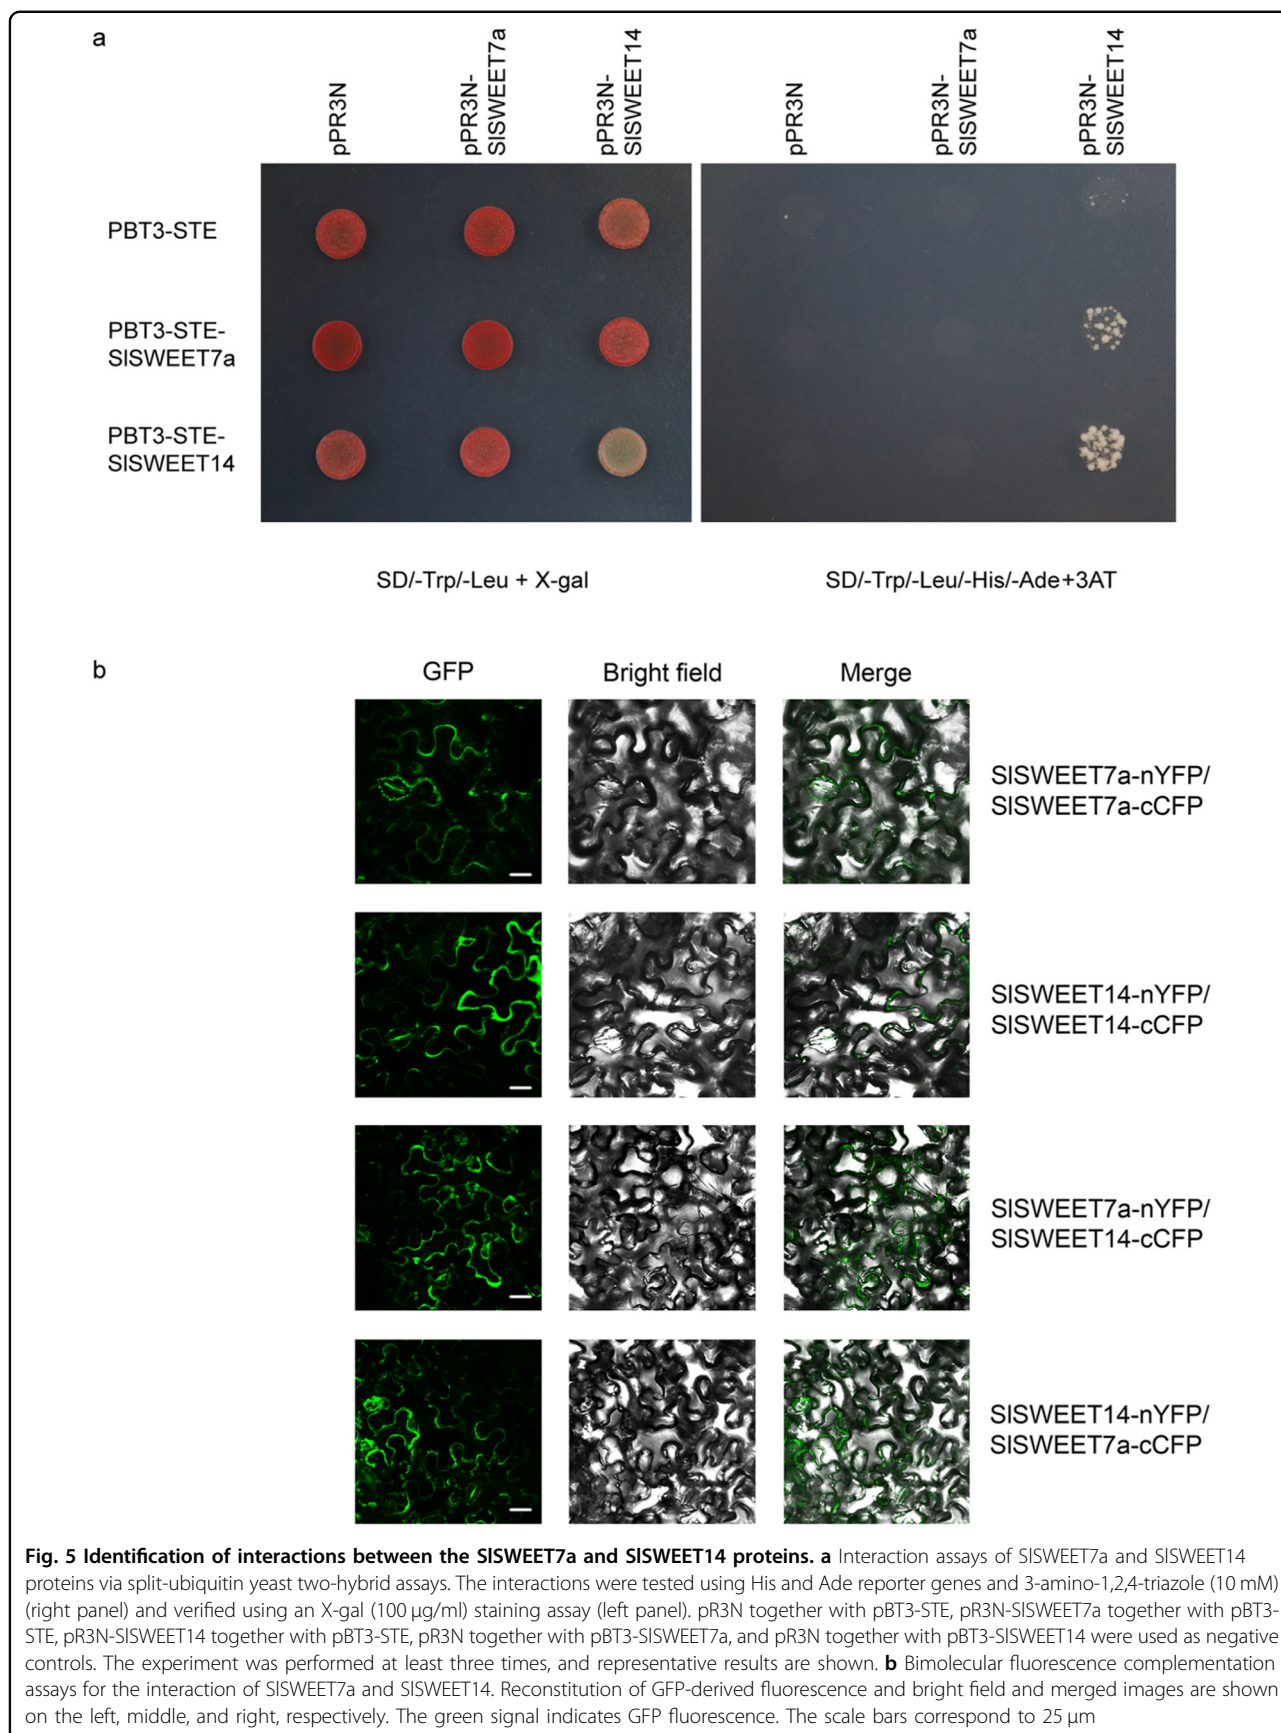 a
pPR3N
pPR3N-
SlSWEET7a
pPR3N-
SlSWEET14
pPR3N
pPR3N-
SlSWEET7a
pPR3N-
SlSWEET14
PBT3-STE
PBT3-STE-
SlSWEET7a
PBT3-STE-
SlSWEET14
SD/-Trp/-Leu + X-gal
SD/-Trp/-Leu/-His/-Ade+3AT
b
GFP
Bright field
Merge
SlSWEET7a-nYFP/
SlSWEET7a-cCFP
SlSWEET14-nYFP/
SlSWEET14-cCFP
SlSWEET7a-nYFP/
SlSWEET14-cCFP
SlSWEET14-nYFP/
SlSWEET7a-cCFP
Fig. 5 Identification of interactions between the SlSWEET7a and SlSWEET14 proteins. a Interaction assays of SlSWEET7a and SlSWEET14
proteins via split-ubiquitin yeast two-hybrid assays. The interactions were tested using His and Ade reporter genes and 3-amino-1,2,4-triazole (10 mM)
(right panel) and verified using an X-gal (100 µg/ml) staining assay (left panel). pR3N together with pBT3-STE, pR3N-SlSWEET7a together with pBT3-
STE, pR3N-SlSWEET14 together with pBT3-STE, pR3N together with pBT3-SlSWEET7a, and pR3N together with pBT3-SlSWEET14 were used as negative
controls. The experiment was performed at least three times, and representative results are shown. b Bimolecular fluorescence complementation
assays for the interaction of SlSWEET7a and SlSWEET14. Reconstitution of GFP-derived fluorescence and bright field and merged images are shown
on the left, middle, and right, respectively. The green signal indicates GFP fluorescence. The scale bars correspond to 25 µm